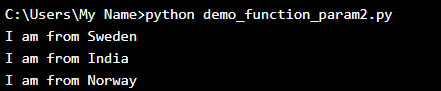 C:\Users\My Name>python demo_function_param2.py
I am from Sweden
I am from India
I am from Norway